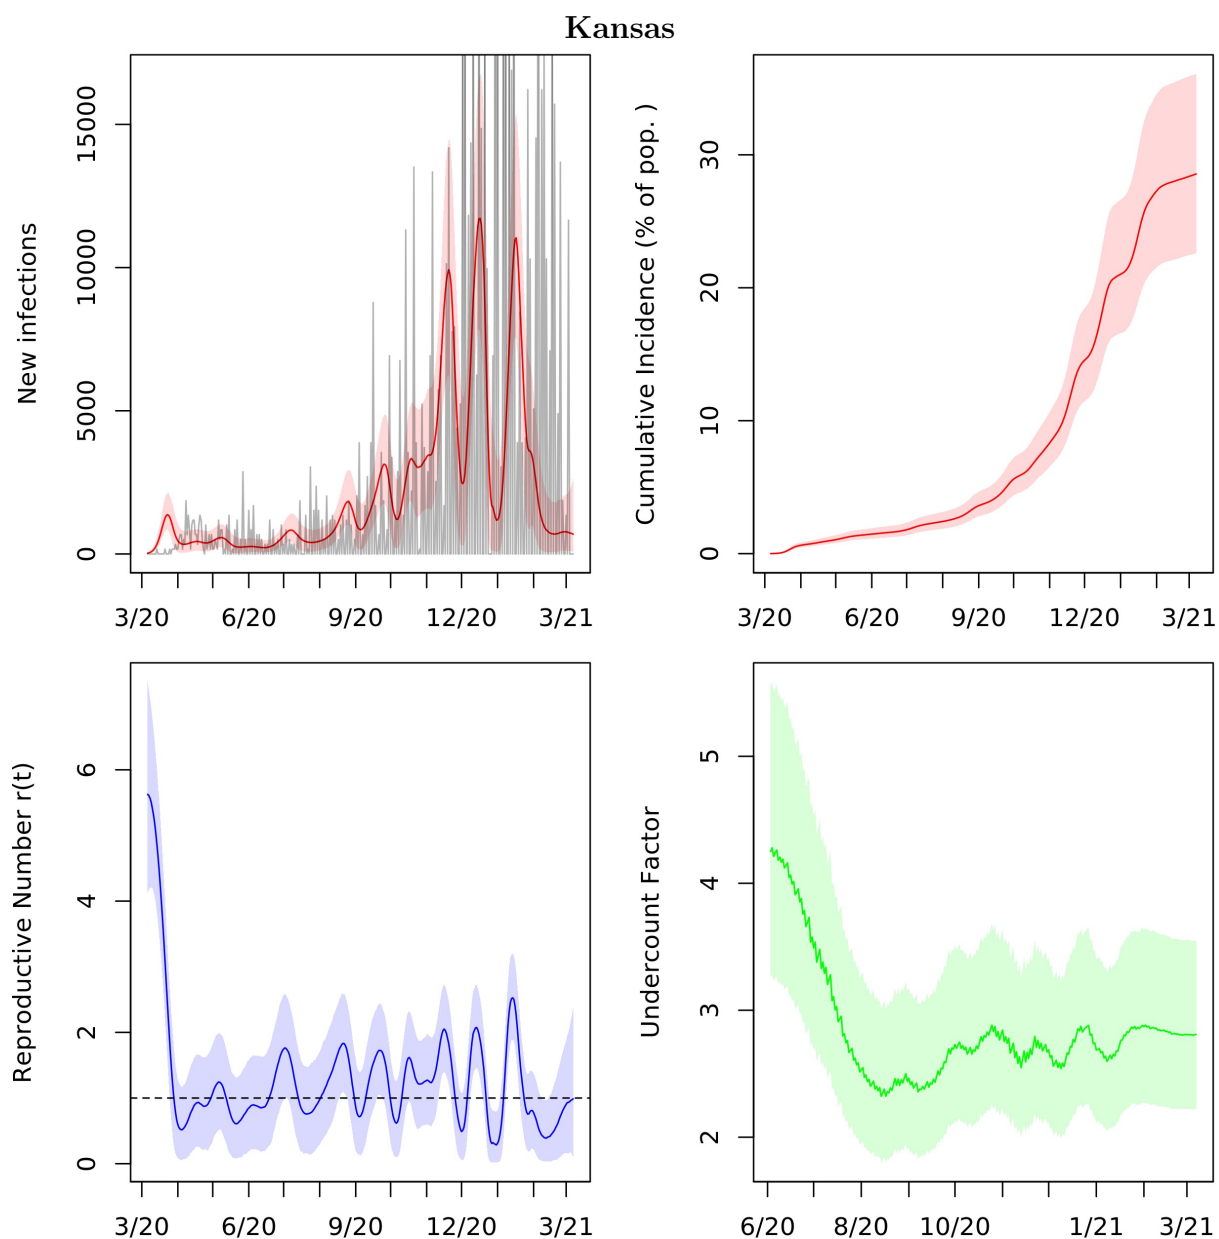 Kansas
New infections
0
5000
10000
15000
3/20 6/20 9/20 12/20 3/21
Cumulative Incidence (% of pop. )
0
10
20
30
3/20 6/20 9/20 12/20 3/21
Reproductive Number r(t)
0
2
4
6
3/20 6/20 9/20 12/20 3/21
Undercount Factor
2
3
4
5
6/20 8/20 10/20 1/21 3/21